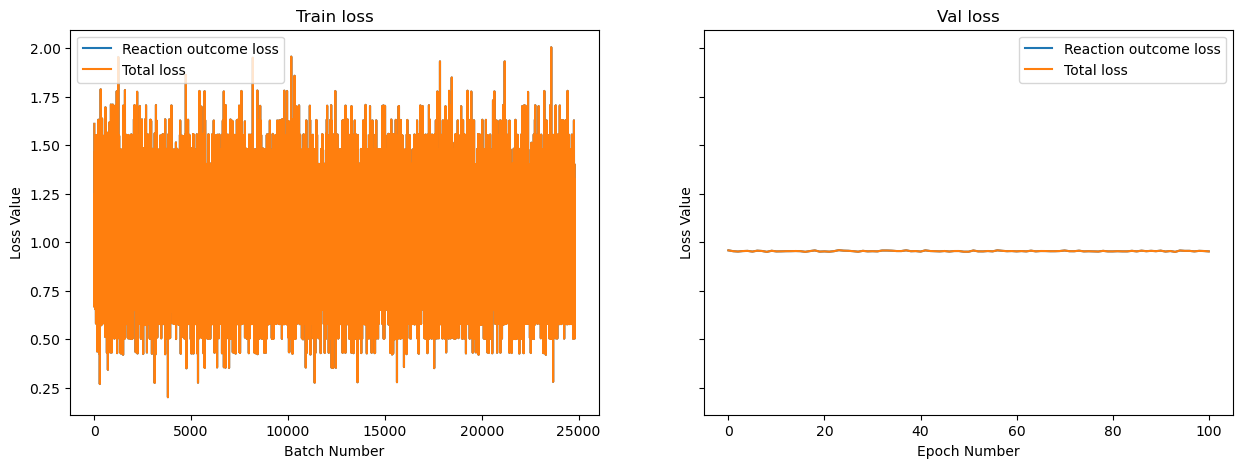 Train loss
Reaction outcome loss
Total loss
2.00
1.75
1.50
1.25
1.00
0.75
0.50
0.25
Loss Value
0
5000
10000
15000
20000
25000
Batch Number
Val loss
Reaction outcome loss
Total loss
Loss Value
0
20
40
60
80
100
Epoch Number